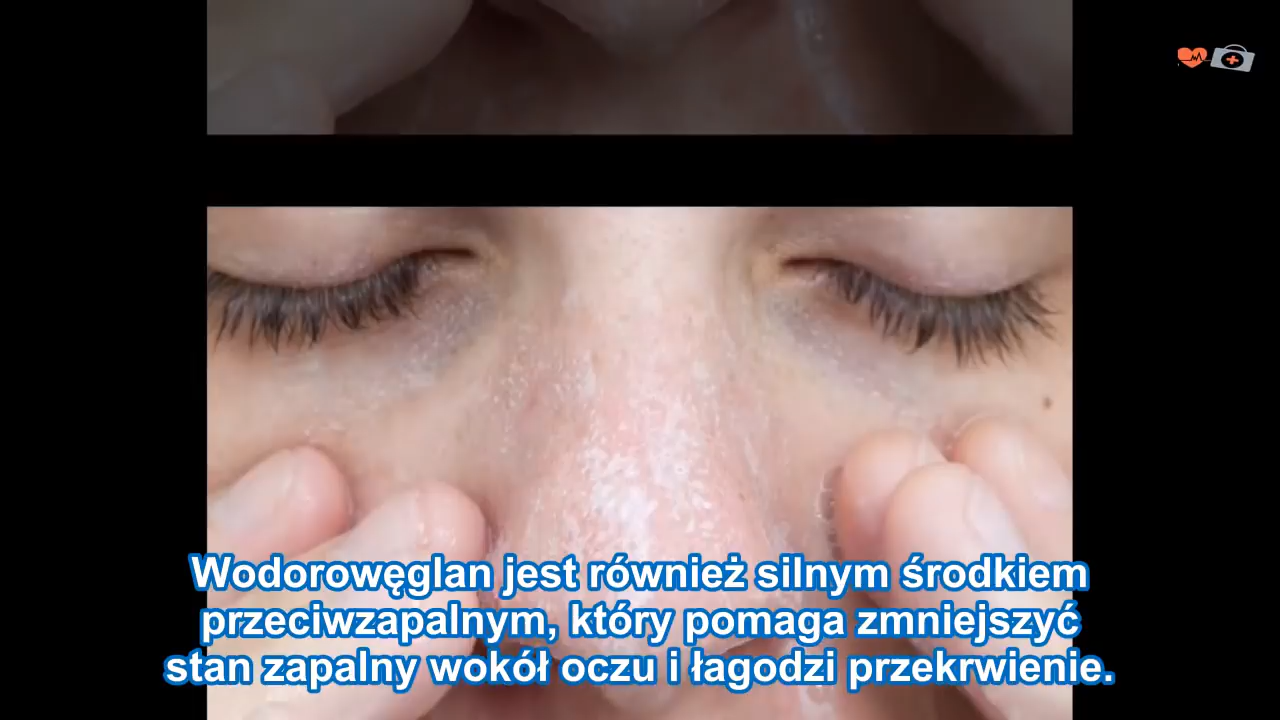 Wodorowęglan jest również silnym środkiem
przeciwzapalnym, który pomaga zmniejszyć
stan zapalny wokół oczu i łagodzi przekrwienie.